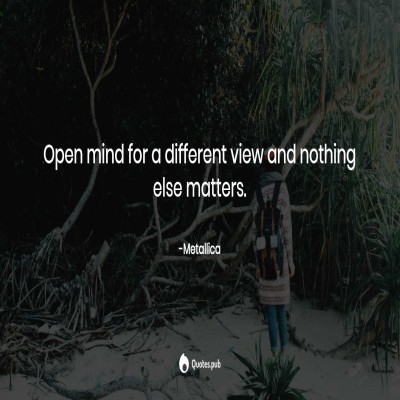 Open mind for a different view and nothing
else matters.
-Metallica
Quotes.pub